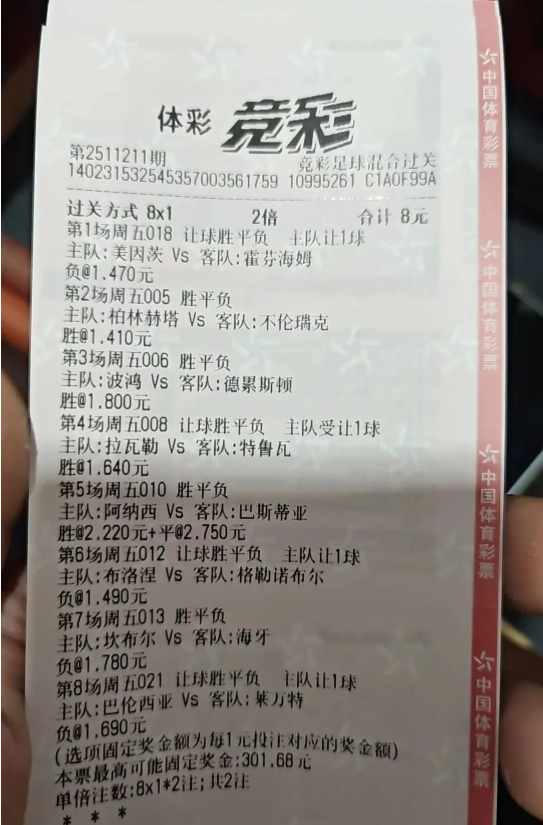 体彩 竞彩
第2511211期 竞彩足球混合过关
140231532545357003561759 10995261 C1A0F99A
过关方式 8x1 2倍 合计 8元
第1场周五018 让球胜平负 主队让1球
主队:美因茨 Vs 客队:霍芬海姆
负@1.470元
第2场周五005 胜平负
主队:柏林赫塔 Vs 客队:不伦瑞克
胜@1.410元
第3场周五006 胜平负
主队:波鸿 Vs 客队:德累斯顿
胜@1.800元
第4场周五008 让球胜平负 主队受让1球
主队:拉瓦勒 Vs 客队:特鲁瓦
胜@1.640元
第5场周五010 胜平负
主队:阿纳西 Vs 客队:巴斯蒂亚
胜@2.220元+平@2.750元
第6场周五012 让球胜平负 主队让1球
主队:布洛涅 Vs 客队:格勒诺布尔
负@1.490元
第7场周五013 胜平负
主队:坎布尔 Vs 客队:海牙
负@1.780元
第8场周五021 让球胜平负 主队让1球
主队:巴伦西亚 Vs 客队:莱万特
负@1.690元
(选项固定奖金额为每1元投注对应的奖金额)
本票最高可能固定奖金:301.68元
单倍注数:8x1*2注;共2注
* * *
中国体育彩票
中国体育彩票
中国体育彩票
中国体育彩票